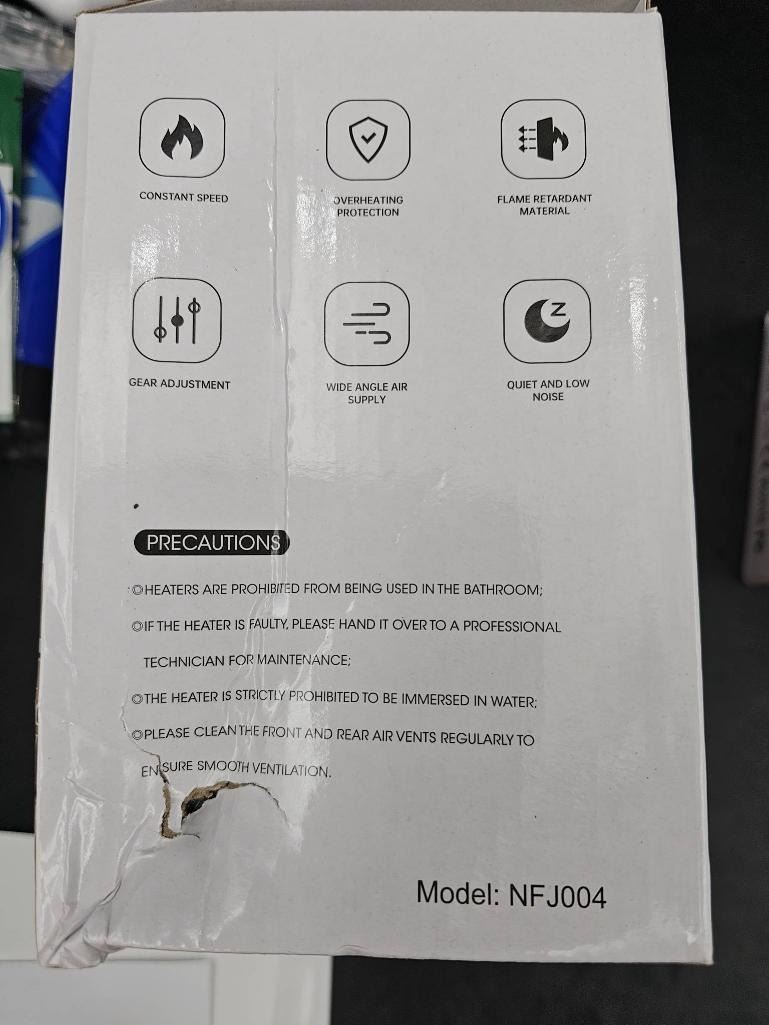 CONSTANT SPEED
OVERHEATING
PROTECTION
FLAME RETARDANT
MATERIAL
GEAR ADJUSTMENT
WIDE ANGLE AIR
SUPPLY
Z
QUIET AND LOW
NOISE
PRECAUTIONS
◎HEATERS ARE PROHIBITED FROM BEING USED IN THE BATHROOM;
◎IF THE HEATER IS FAULTY, PLEASE HAND IT OVER TO A PROFESSIONAL
TECHNICIAN FOR MAINTENANCE;
◎THE HEATER IS STRICTLY PROHIBITED TO BE IMMERSED IN WATER;
◎PLEASE CLEAN THE FRONT AND REAR AIR VENTS REGULARLY TO
ENSURE SMOOTH VENTILATION.
Model: NFJ004